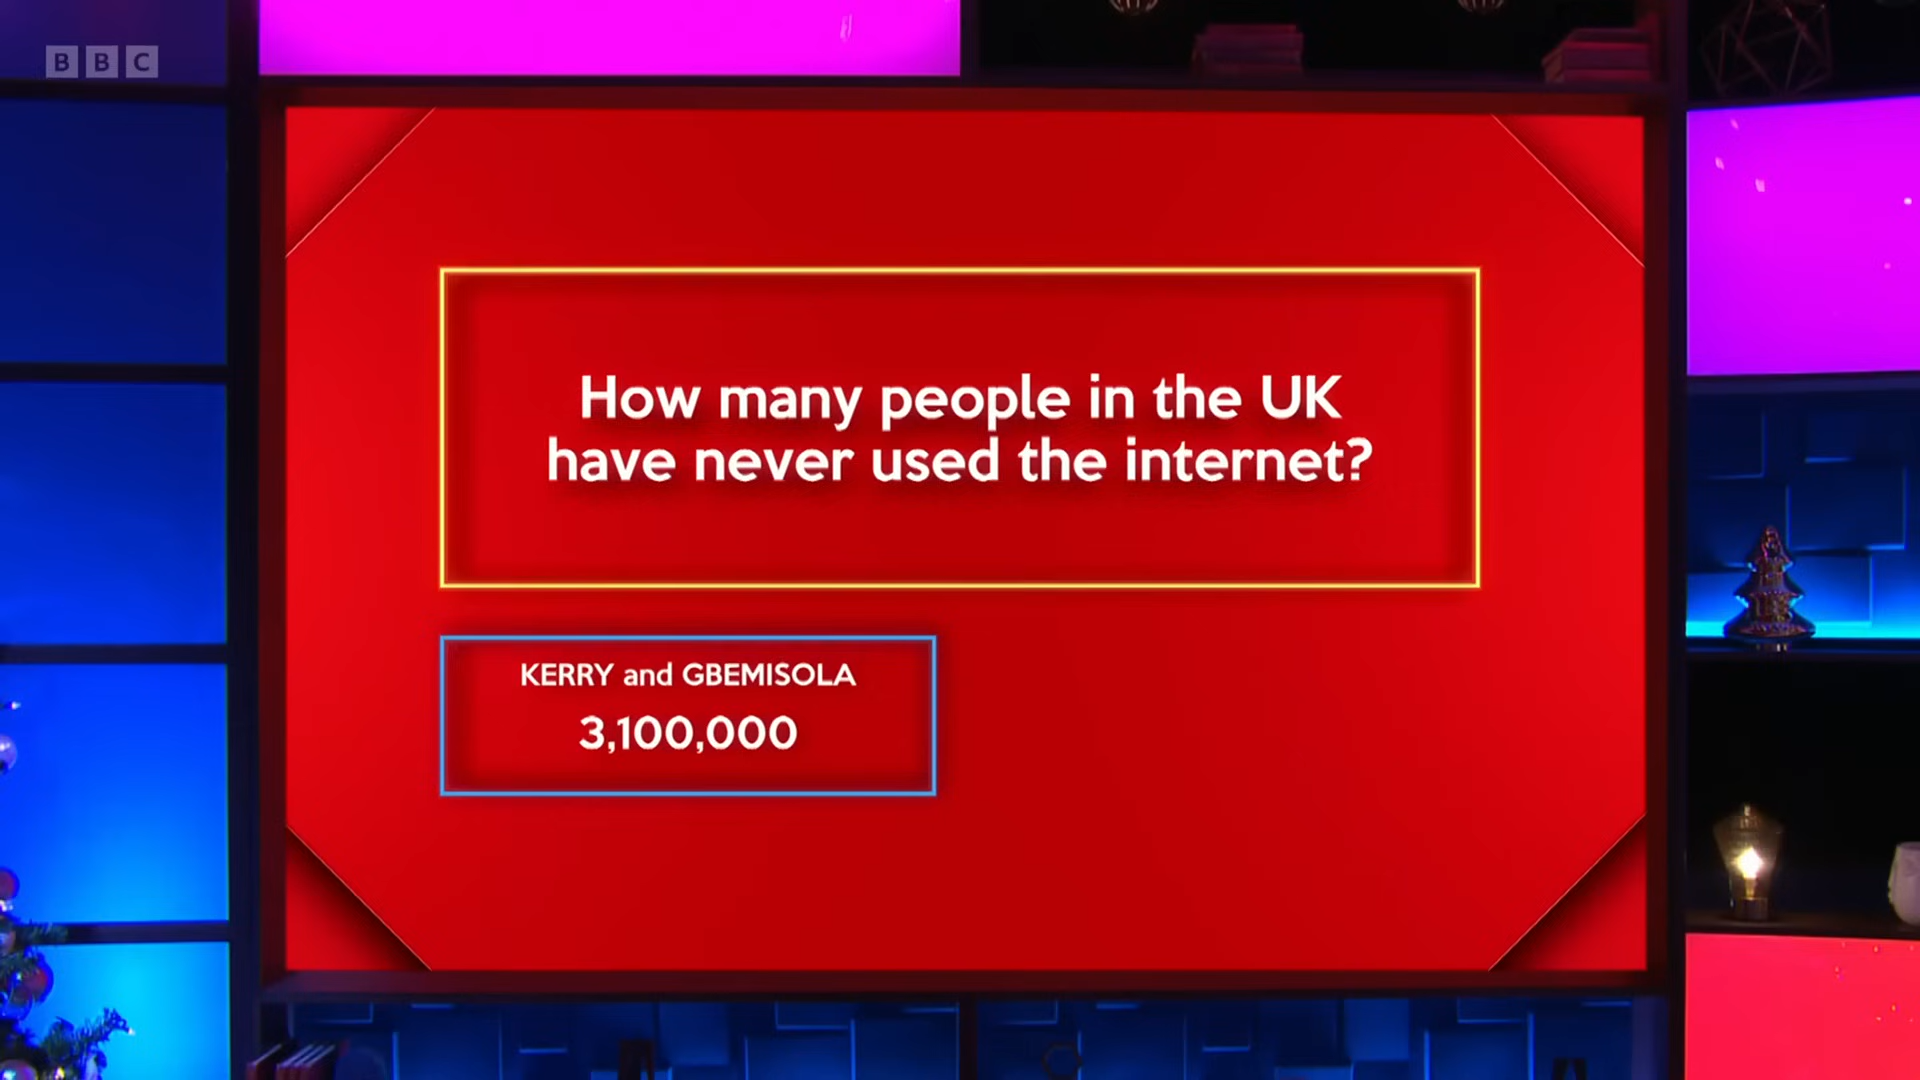 BBC
How many people in the UK
have never used the internet?
KERRY and GBEMISOLA
3,100,000